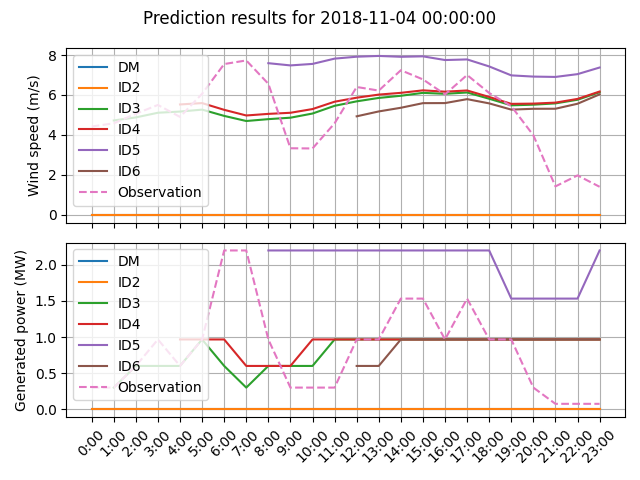 Prediction results for 2018-11-04 00:00:00
Wind speed (m/s)
8
6
4
2
0
DM
ID2
ID3
ID4
ID5
ID6
Observation
Generated power (MW)
2.0
1.5
1.0
0.5
0.0
DM
ID2
ID3
ID4
ID5
ID6
Observation
0:00
1:00
2:00
3:00
4:00
5:00
6:00
7:00
8:00
9:00
10:00
11:00
12:00
13:00
14:00
15:00
16:00
17:00
18:00
19:00
20:00
21:00
22:00
23:00